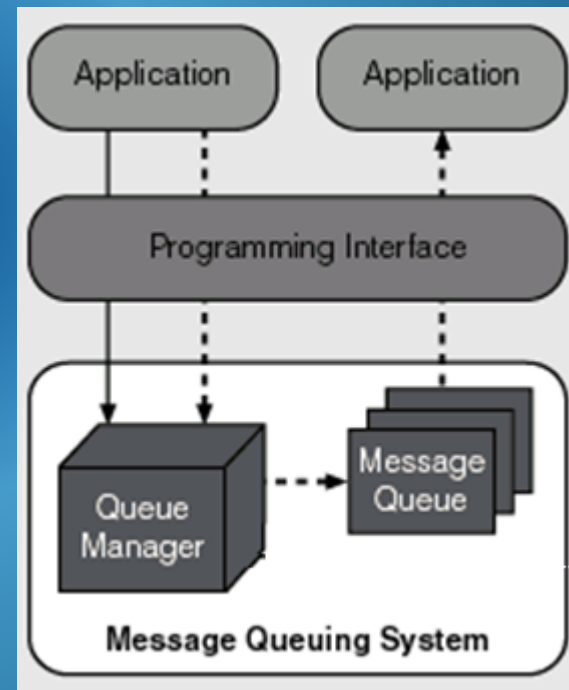 Application
Application
Programming Interface
Queue
Manager
Message
Queue
Message Queuing System